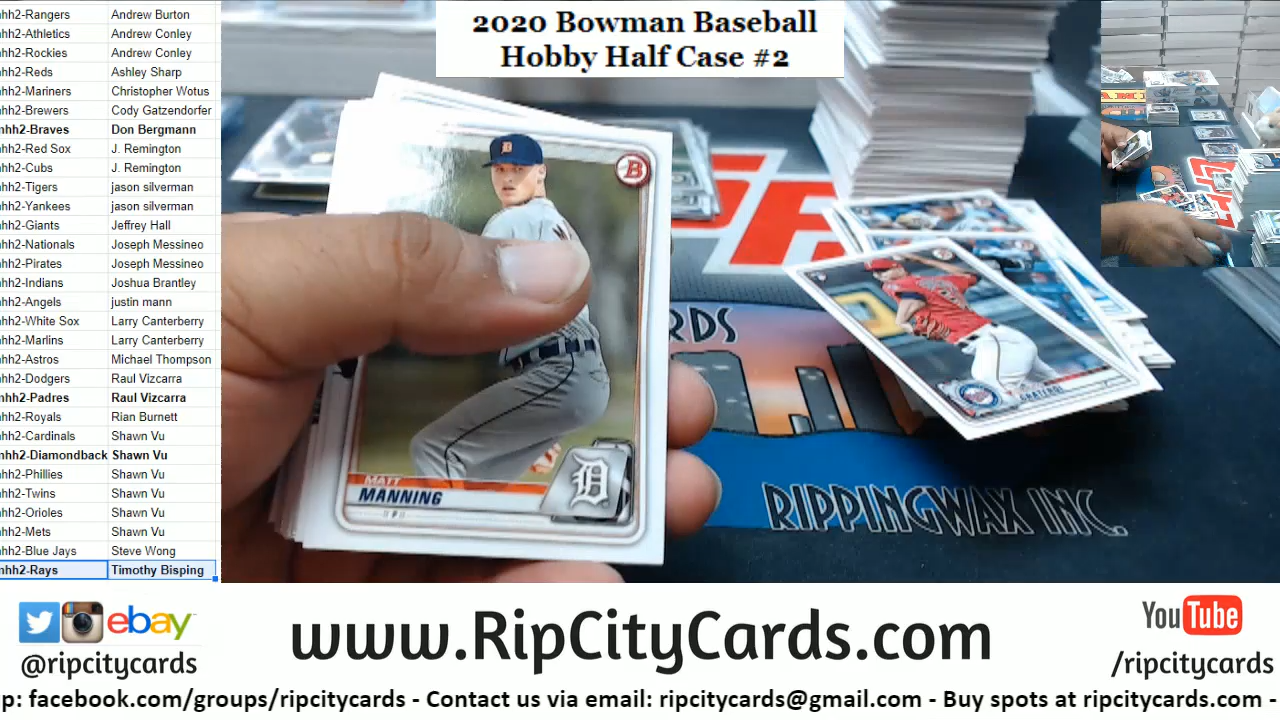 2020 Bowman Baseball
Hobby Half Case #2
hh2-Rangers Andrew Burton
hh2-Athletics Andrew Conley
hh2-Rockies Andrew Conley
hh2-Reds Ashley Sharp
hh2-Mariners Christopher Wotus
hh2-Brewers Cody Gatzendorfer
hh2-Braves Don Bergmann
hh2-Red Sox J. Remington
hh2-Cubs J. Remington
hh2-Tigers jason silverman
hh2-Yankees jason silverman
hh2-Giants Jeffrey Hall
hh2-Nationals Joseph Messineo
hh2-Pirates Joseph Messineo
hh2-Indians Joshua Brantley
hh2-Angels justin mann
hh2-White Sox Larry Canterberry
hh2-Marlins Larry Canterberry
hh2-Astros Michael Thompson
hh2-Dodgers Raul Vizcarra
hh2-Padres Raul Vizcarra
hh2-Royals Rian Burnett
hh2-Cardinals Shawn Vu
hh2-Diamondback Shawn Vu
hh2-Phillies Shawn Vu
hh2-Twins Shawn Vu
hh2-Orioles Shawn Vu
hh2-Mets Shawn Vu
hh2-Blue Jays Steve Wong
hh2-Rays Timothy Bisping
B
D
MATT
MANNING
D
RDS
RIPPINGWAX INC.
ebay
@ripcitycards
www.RipCityCards.com
YouTube
/ripcitycards
p: facebook.com/groups/ripcitycards - Contact us via email: ripcitycards@gmail.com - Buy spots at ripcitycards.com -